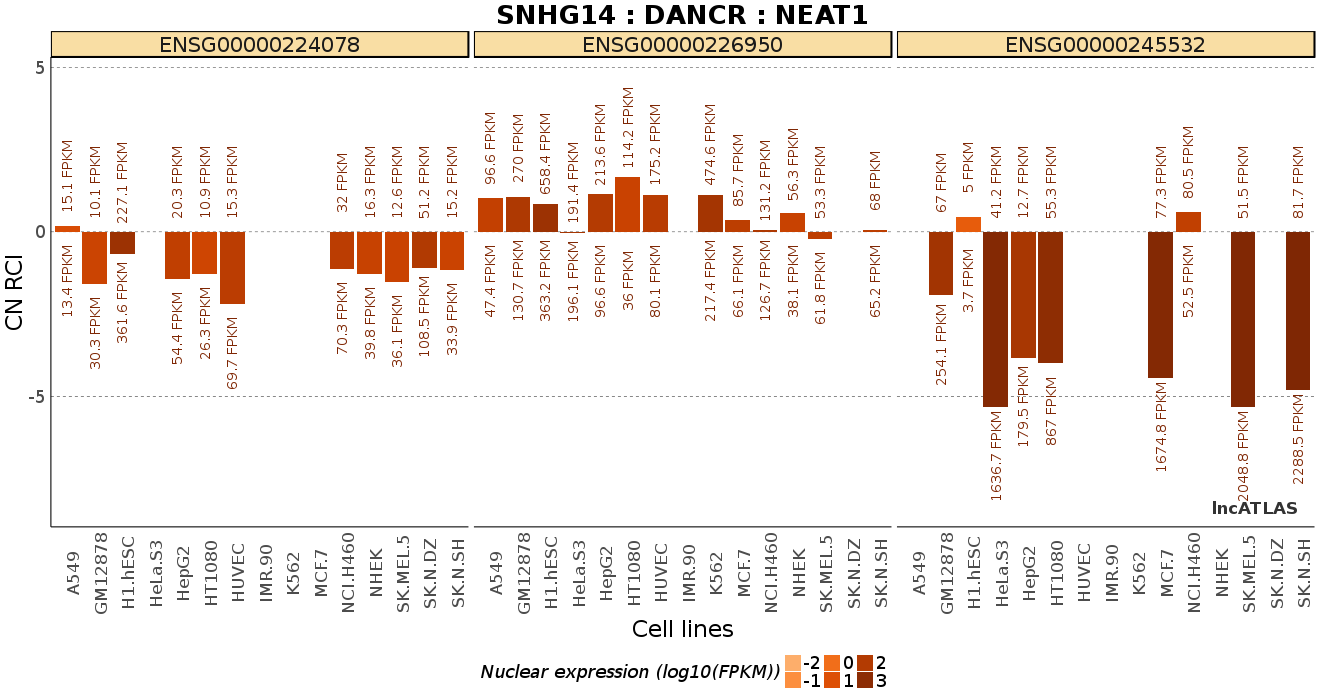 SNHG14 : DANCR : NEAT1
ENSG00000224078
ENSG00000226950
ENSG00000245532
CN RCI
5
0
-5
15.1 FPKM
10.1 FPKM
227.1 FPKM
20.3 FPKM
10.9 FPKM
15.3 FPKM
32 FPKM
16.3 FPKM
12.6 FPKM
51.2 FPKM
15.2 FPKM
13.4 FPKM
30.3 FPKM
361.6 FPKM
54.4 FPKM
26.3 FPKM
69.7 FPKM
70.3 FPKM
39.8 FPKM
36.1 FPKM
108.5 FPKM
33.9 FPKM
96.6 FPKM
270 FPKM
658.4 FPKM
191.4 FPKM
213.6 FPKM
114.2 FPKM
175.2 FPKM
474.6 FPKM
85.7 FPKM
131.2 FPKM
56.3 FPKM
53.3 FPKM
68 FPKM
47.4 FPKM
130.7 FPKM
363.2 FPKM
196.1 FPKM
96.6 FPKM
36 FPKM
80.1 FPKM
217.4 FPKM
66.1 FPKM
126.7 FPKM
38.1 FPKM
61.8 FPKM
65.2 FPKM
67 FPKM
5 FPKM
41.2 FPKM
12.7 FPKM
55.3 FPKM
77.3 FPKM
80.5 FPKM
51.5 FPKM
81.7 FPKM
254.1 FPKM
3.7 FPKM
1636.7 FPKM
179.5 FPKM
867 FPKM
1674.8 FPKM
52.5 FPKM
2048.8 FPKM
2288.5 FPKM
lncATLAS
A549
GM12878
H1.hESC
HeLa.S3
HepG2
HT1080
HUVEC
IMR.90
K562
MCF.7
NCI.H460
NHEK
SK.MEL.5
SK.N.DZ
SK.N.SH
A549
GM12878
H1.hESC
HeLa.S3
HepG2
HT1080
HUVEC
IMR.90
K562
MCF.7
NCI.H460
NHEK
SK.MEL.5
SK.N.DZ
SK.N.SH
A549
GM12878
H1.hESC
HeLa.S3
HepG2
HT1080
HUVEC
IMR.90
K562
MCF.7
NCI.H460
NHEK
SK.MEL.5
SK.N.DZ
SK.N.SH
Cell lines
Nuclear expression (log10(FPKM))
-2 0 2
-1 1 3